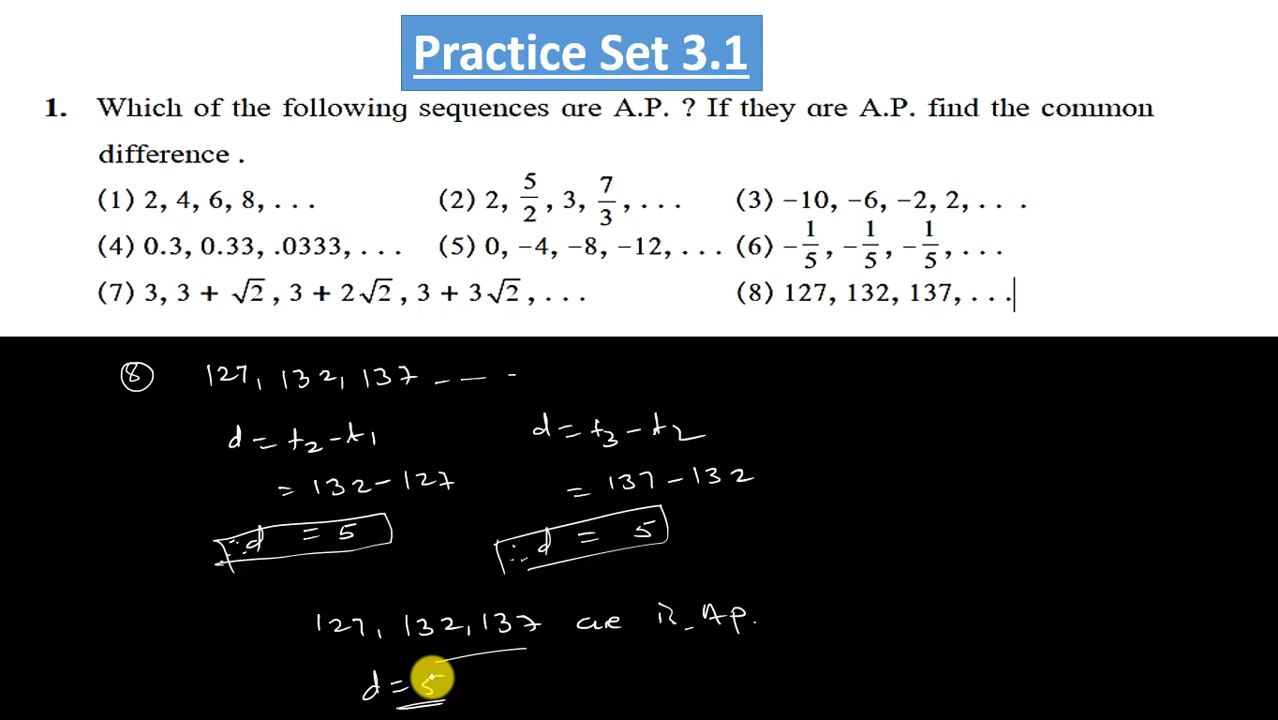 Practice Set 3.1
1. Which of the following sequences are A.P. ? If they are A.P. find the common
difference .
(1) 2, 4, 6, 8, . . . (2) 2, 5/2, 3, 7/3, . . . (3) −10, −6, −2, 2, . . .
(4) 0.3, 0.33, .0333, . . . (5) 0, −4, −8, −12, . . . (6) −1/5, −1/5, −1/5, . . .
(7) 3, 3 + √2, 3 + 2√2, 3 + 3√2, . . . (8) 127, 132, 137, . . .
⑧ 127, 132, 137 - — -
d = t₂ - t₁ d = t₃ - t₂
= 132 - 127 = 137 - 132
∴ d = 5 ∴ d = 5
127, 132, 137 are in A.P.
d = 5